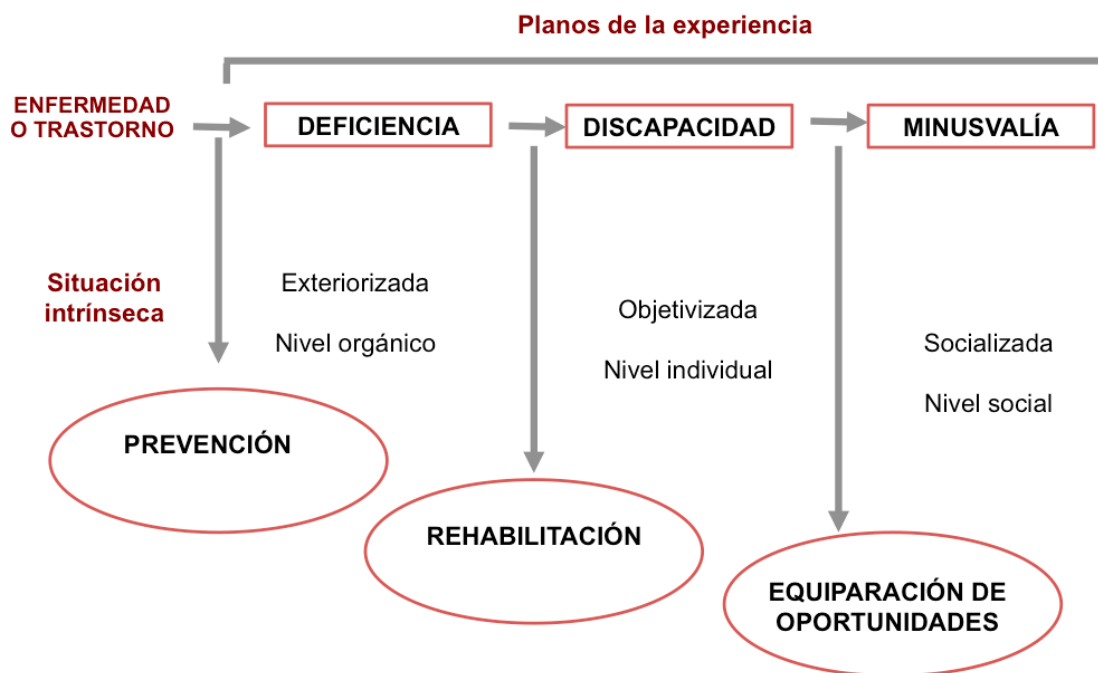 Planos de la experiencia
ENFERMEDAD
O TRASTORNO
DEFICIENCIA
DISCAPACIDAD
MINUSVALÍA
Situación
intrínseca
Exteriorizada
Nivel orgánico
Objetivizada
Nivel individual
Socializada
Nivel social
PREVENCIÓN
REHABILITACIÓN
EQUIPARACIÓN DE
OPORTUNIDADES